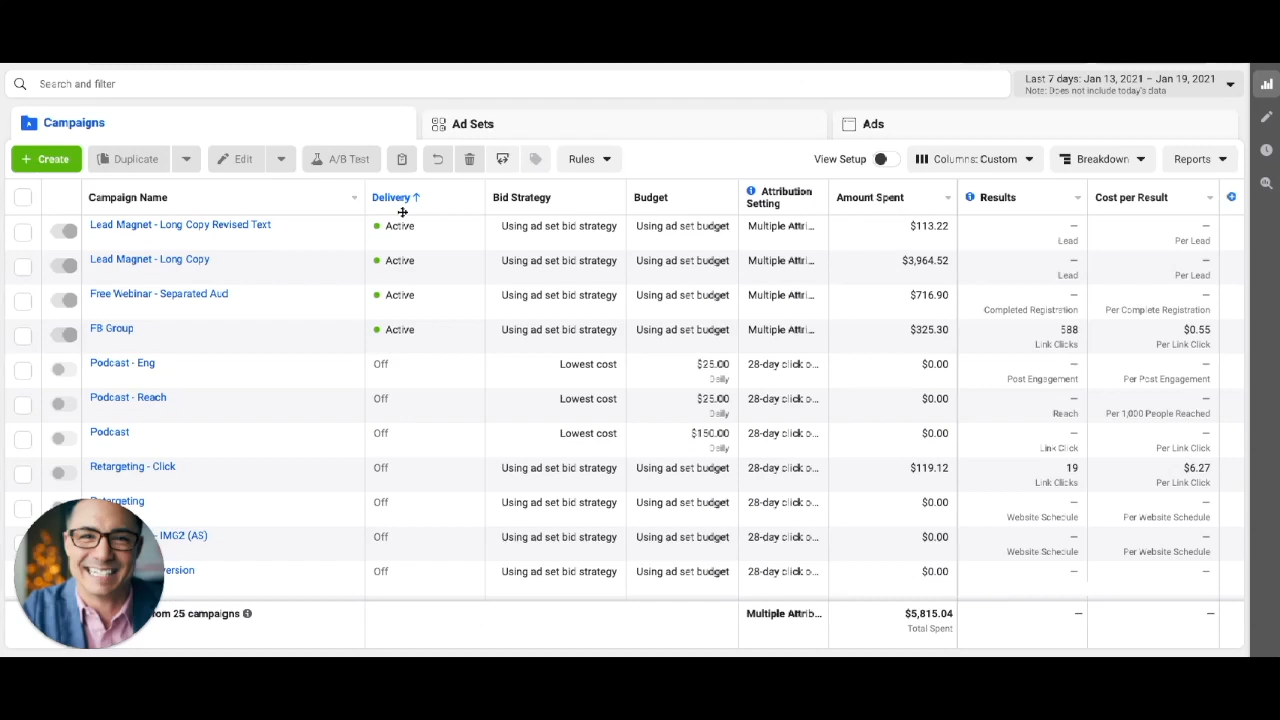 Search and filter
Last 7 days: Jan 13, 2021 – Jan 19, 2021
Note: Does not include today's data
Campaigns
Ad Sets
Ads
+ Create
Duplicate
Edit
A/B Test
Rules
View Setup
Columns: Custom
Breakdown
Reports
Campaign Name
Delivery ↑
Bid Strategy
Budget
Attribution
Setting
Amount Spent
Results
Cost per Result
Lead Magnet - Long Copy Revised Text
Active
Using ad set bid strategy
Using ad set budget
Multiple Attri...
$113.22
—
Lead
—
Per Lead
Lead Magnet - Long Copy
Active
Using ad set bid strategy
Using ad set budget
Multiple Attri...
$3,964.52
—
Lead
—
Per Lead
Free Webinar - Separated Aud
Active
Using ad set bid strategy
Using ad set budget
Multiple Attri...
$716.90
—
Completed Registration
—
Per Complete Registration
FB Group
Active
Using ad set bid strategy
Using ad set budget
Multiple Attri...
$325.30
588
Link Clicks
$0.55
Per Link Click
Podcast - Eng
Off
Lowest cost
$25.00
Daily
28-day click o...
$0.00
—
Post Engagement
—
Per Post Engagement
Podcast - Reach
Off
Lowest cost
$25.00
Daily
28-day click o...
$0.00
—
Reach
—
Per 1,000 People Reached
Podcast
Off
Lowest cost
$150.00
Daily
28-day click o...
$0.00
—
Link Click
—
Per Link Click
Retargeting - Click
Off
Using ad set bid strategy
Using ad set budget
28-day click o...
$119.12
19
Link Clicks
$6.27
Per Link Click
Off
Using ad set bid strategy
Using ad set budget
28-day click o...
$0.00
—
Website Schedule
—
Per Website Schedule
- IMG2 (AS)
Off
Using ad set bid strategy
Using ad set budget
28-day click o...
$0.00
—
Website Schedule
—
Per Website Schedule
Off
Using ad set bid strategy
Using ad set budget
28-day click o...
$0.00
—
—
25 campaigns
Multiple Attrib...
$5,815.04
Total Spent
—
—